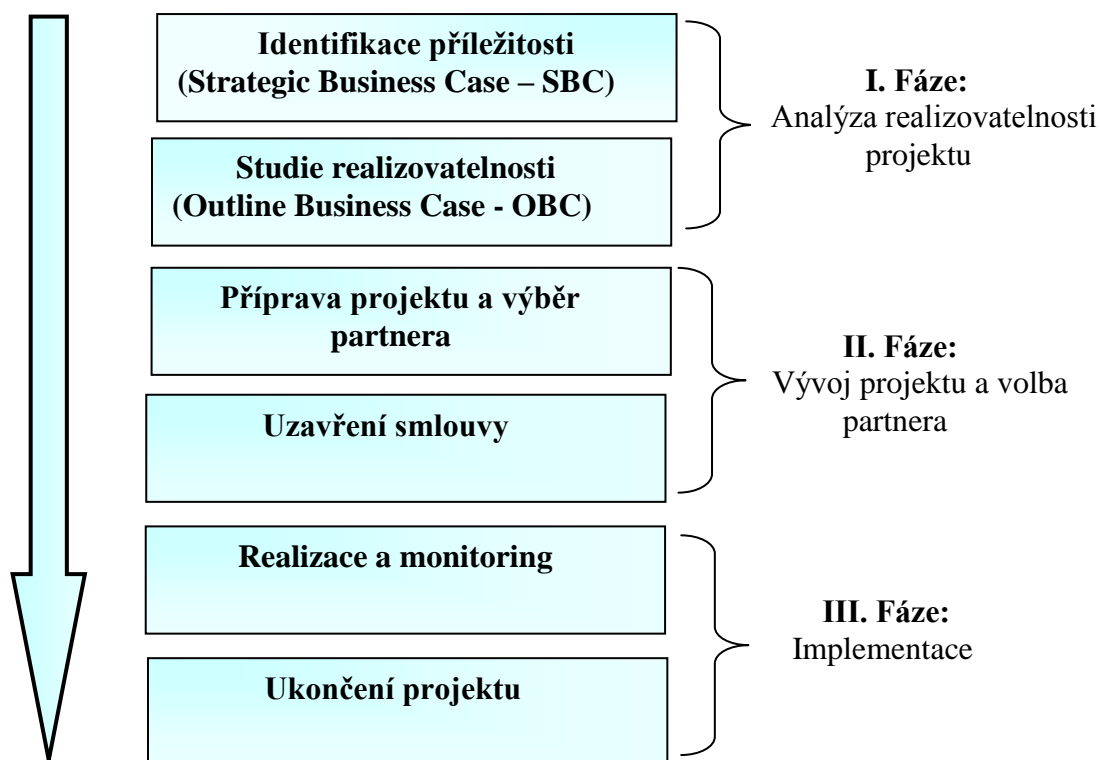 Identifikace příležitosti
(Strategic Business Case – SBC)
I. Fáze:
Analýza realizovatelnosti
projektu
Studie realizovatelnosti
(Outline Business Case - OBC)
Příprava projektu a výběr
partnera
II. Fáze:
Vývoj projektu a volba
partnera
Uzavření smlouvy
Realizace a monitoring
III. Fáze:
Implementace
Ukončení projektu